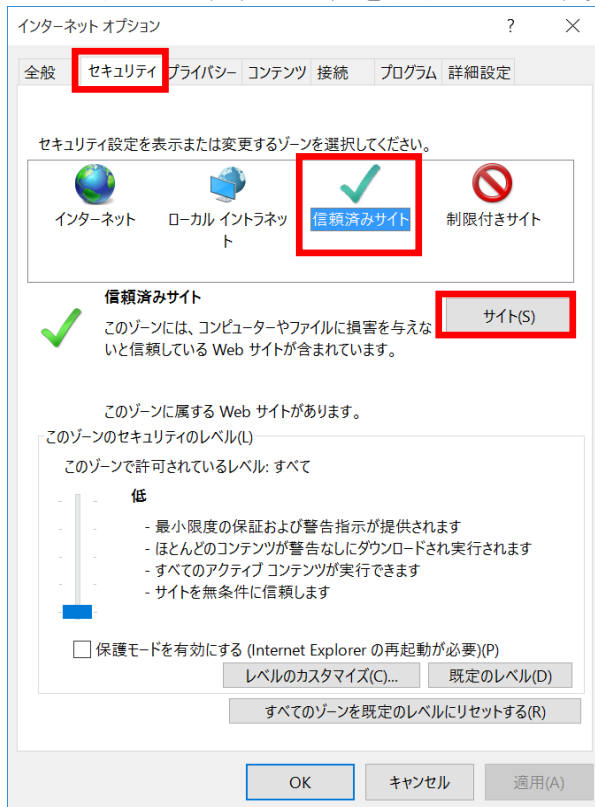 インターネット オプション
?
×
全般 セキュリティ プライバシー コンテンツ 接続 プログラム 詳細設定
セキュリティ設定を表示または変更するゾーンを選択してください。
インターネット
ローカル イントラネッ
ト
信頼済みサイト
制限付きサイト
信頼済みサイト
このゾーンには、コンピューターやファイルに損害を与えな
いと信頼している Web サイトが含まれています。
サイト(S)
このゾーンに属する Web サイトがあります。
このゾーンのセキュリティのレベル(L)
このゾーンで許可されているレベル: すべて
低
- 最小限度の保証および警告指示が提供されます
- ほとんどのコンテンツが警告なしにダウンロードされ実行されます
- すべてのアクティブ コンテンツが実行できます
- サイトを無条件に信頼します
保護モードを有効にする (Internet Explorer の再起動が必要)(P)
レベルのカスタマイズ(C)... 既定のレベル(D)
すべてのゾーンを既定のレベルにリセットする(R)
OK キャンセル 適用(A)